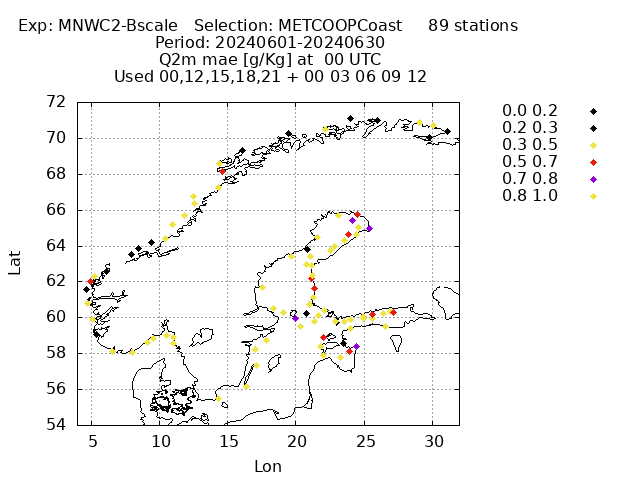 Exp: MNWC2-Bscale   Selection: METCOOPCoast     89 stations
Period: 20240601-20240630
Q2m mae [g/Kg] at  00 UTC
Used 00,12,15,18,21 + 00 03 06 09 12
0.0 0.2
0.2 0.3
0.3 0.5
0.5 0.7
0.7 0.8
0.8 1.0
72
70
68
66
64
62
60
58
56
54
Lat
5 10 15 20 25 30
Lon